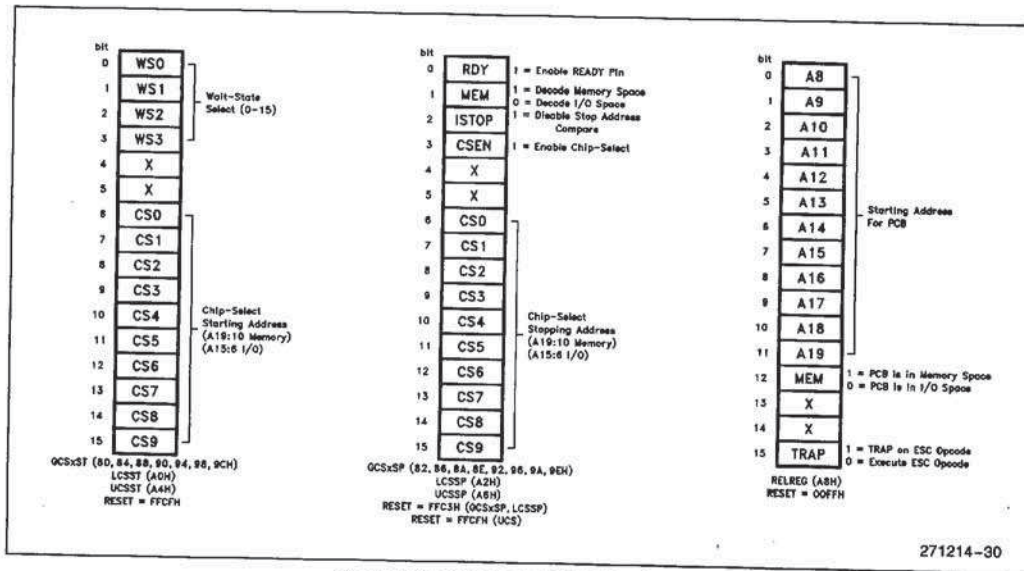 bit
0 WS0
1 WS1
2 WS2
3 WS3
4 X
5 X
6 CS0
7 CS1
8 CS2
9 CS3
10 CS4
11 CS5
12 CS6
13 CS7
14 CS8
15 CS9
Wait-State
Select (0-15)
Chip-Select
Starting Address
(A19:10 Memory)
(A15:6 I/O)
GCSxST (80, 84, 88, 90, 94, 98, 9CH)
LCSST (A0H)
UCSST (A4H)
RESET = FFCFH
bit
0 RDY 1 = Enable READY Pin
1 MEM 1 = Decode Memory Space
0 = Decode I/O Space
2 ISTOP 1 = Disable Stop Address
Compare
3 CSEN 1 = Enable Chip-Select
4 X
5 X
6 CS0
7 CS1
8 CS2
9 CS3
10 CS4
11 CS5
12 CS6
13 CS7
14 CS8
15 CS9
Chip-Select
Stopping Address
(A19:10 Memory)
(A15:6 I/O)
GCSxSP (82, 86, 8A, 8E, 92, 96, 9A, 9EH)
LCSSP (A2H)
UCSSP (A6H)
RESET = FFC3H (GCSxSP, LCSSP)
RESET = FFCFH (UCS)
bit
0 A8
1 A9
2 A10
3 A11
4 A12
5 A13
6 A14
7 A15
8 A16
9 A17
10 A18
11 A19
12 MEM 1 = PCB is in Memory Space
0 = PCB is in I/O Space
13 X
14 X
15 TRAP 1 = TRAP on ESC Opcode
0 = Execute ESC Opcode
Starting Address
For PCB
RELREG (A8H)
RESET = 00FFH
271214-30